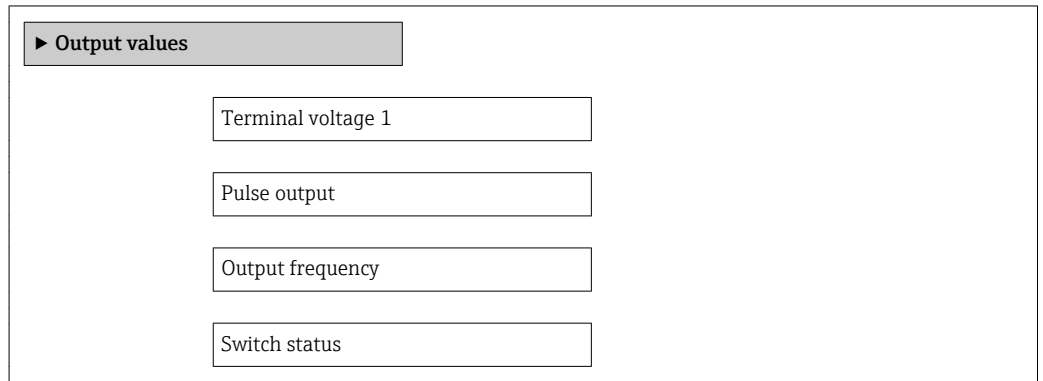 ▶ Output values
Terminal voltage 1
Pulse output
Output frequency
Switch status